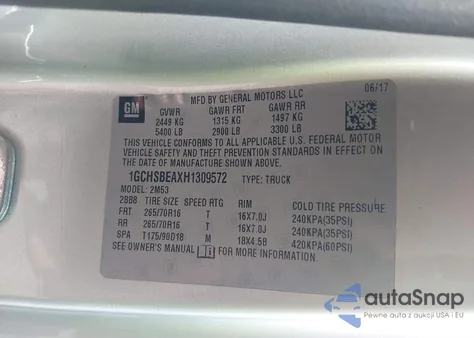 GM
MFD BY GENERAL MOTORS LLC
06/17
GVWR GAWR FRT GAWR RR
2449 KG 1315 KG 1497 KG
5400 LB 2900 LB 3300 LB
THIS VEHICLE CONFORMS TO ALL APPLICABLE U.S. FEDERAL MOTOR
VEHICLE SAFETY AND THEFT PREVENTION STANDARDS IN EFFECT
ON THE DATE OF MANUFACTURE SHOWN ABOVE.
1GCHSBEAXH1309572 TYPE: TRUCK
MODEL: 2M53
2BB8 TIRE SIZE SPEED RTG RIM COLD TIRE PRESSURE
FRT 265/70R16 T 16X7.0J 240KPA(35PSI)
RR 265/70R16 T 16X7.0J 240KPA(35PSI)
SPA T175/90D18 M 18X4.5B 420KPA(60PSI)
SEE OWNER'S MANUAL FOR MORE INFORMATION.
autoSnap
Pewne auta z aukcji USA i EU